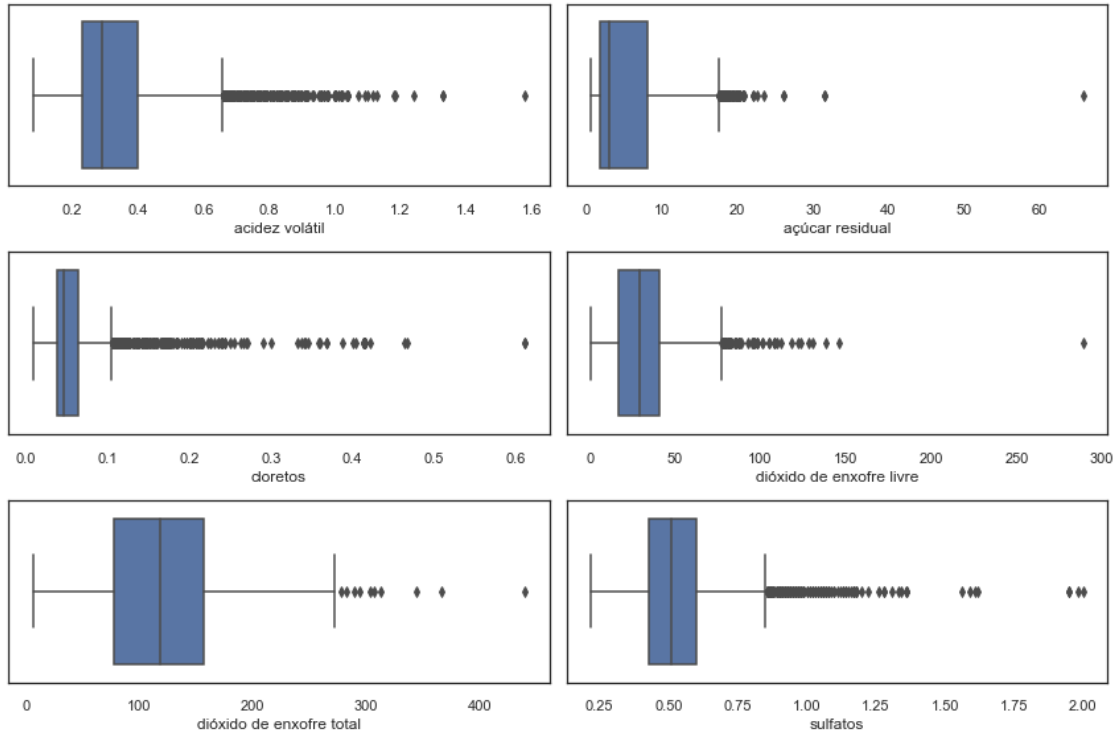 0.2 0.4 0.6 0.8 1.0 1.2 1.4 1.6
acidez volátil
0 10 20 30 40 50 60
açúcar residual
0.0 0.1 0.2 0.3 0.4 0.5 0.6
cloretos
0 50 100 150 200 250 300
dióxido de enxofre livre
0 100 200 300 400
dióxido de enxofre total
0.25 0.50 0.75 1.00 1.25 1.50 1.75 2.00
sulfatos